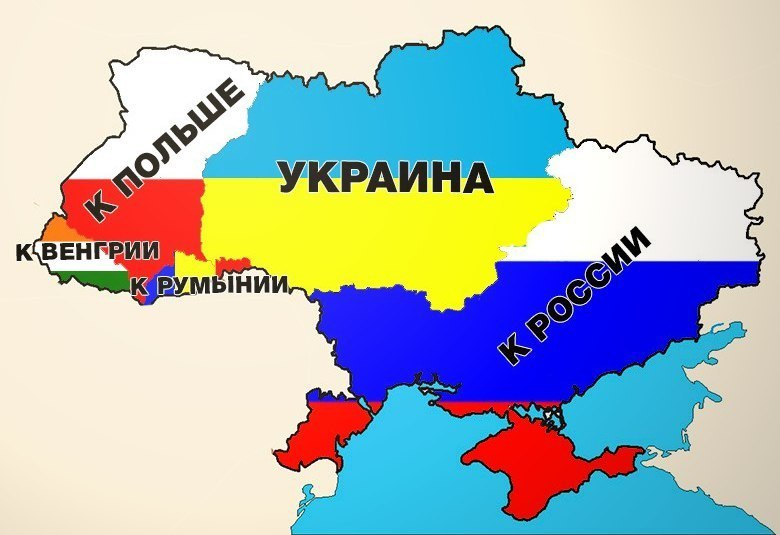 К ПОЛЬШЕ
УКРАИНА
К ВЕНГРИИ
К РУМЫНИИ
К РОССИИ